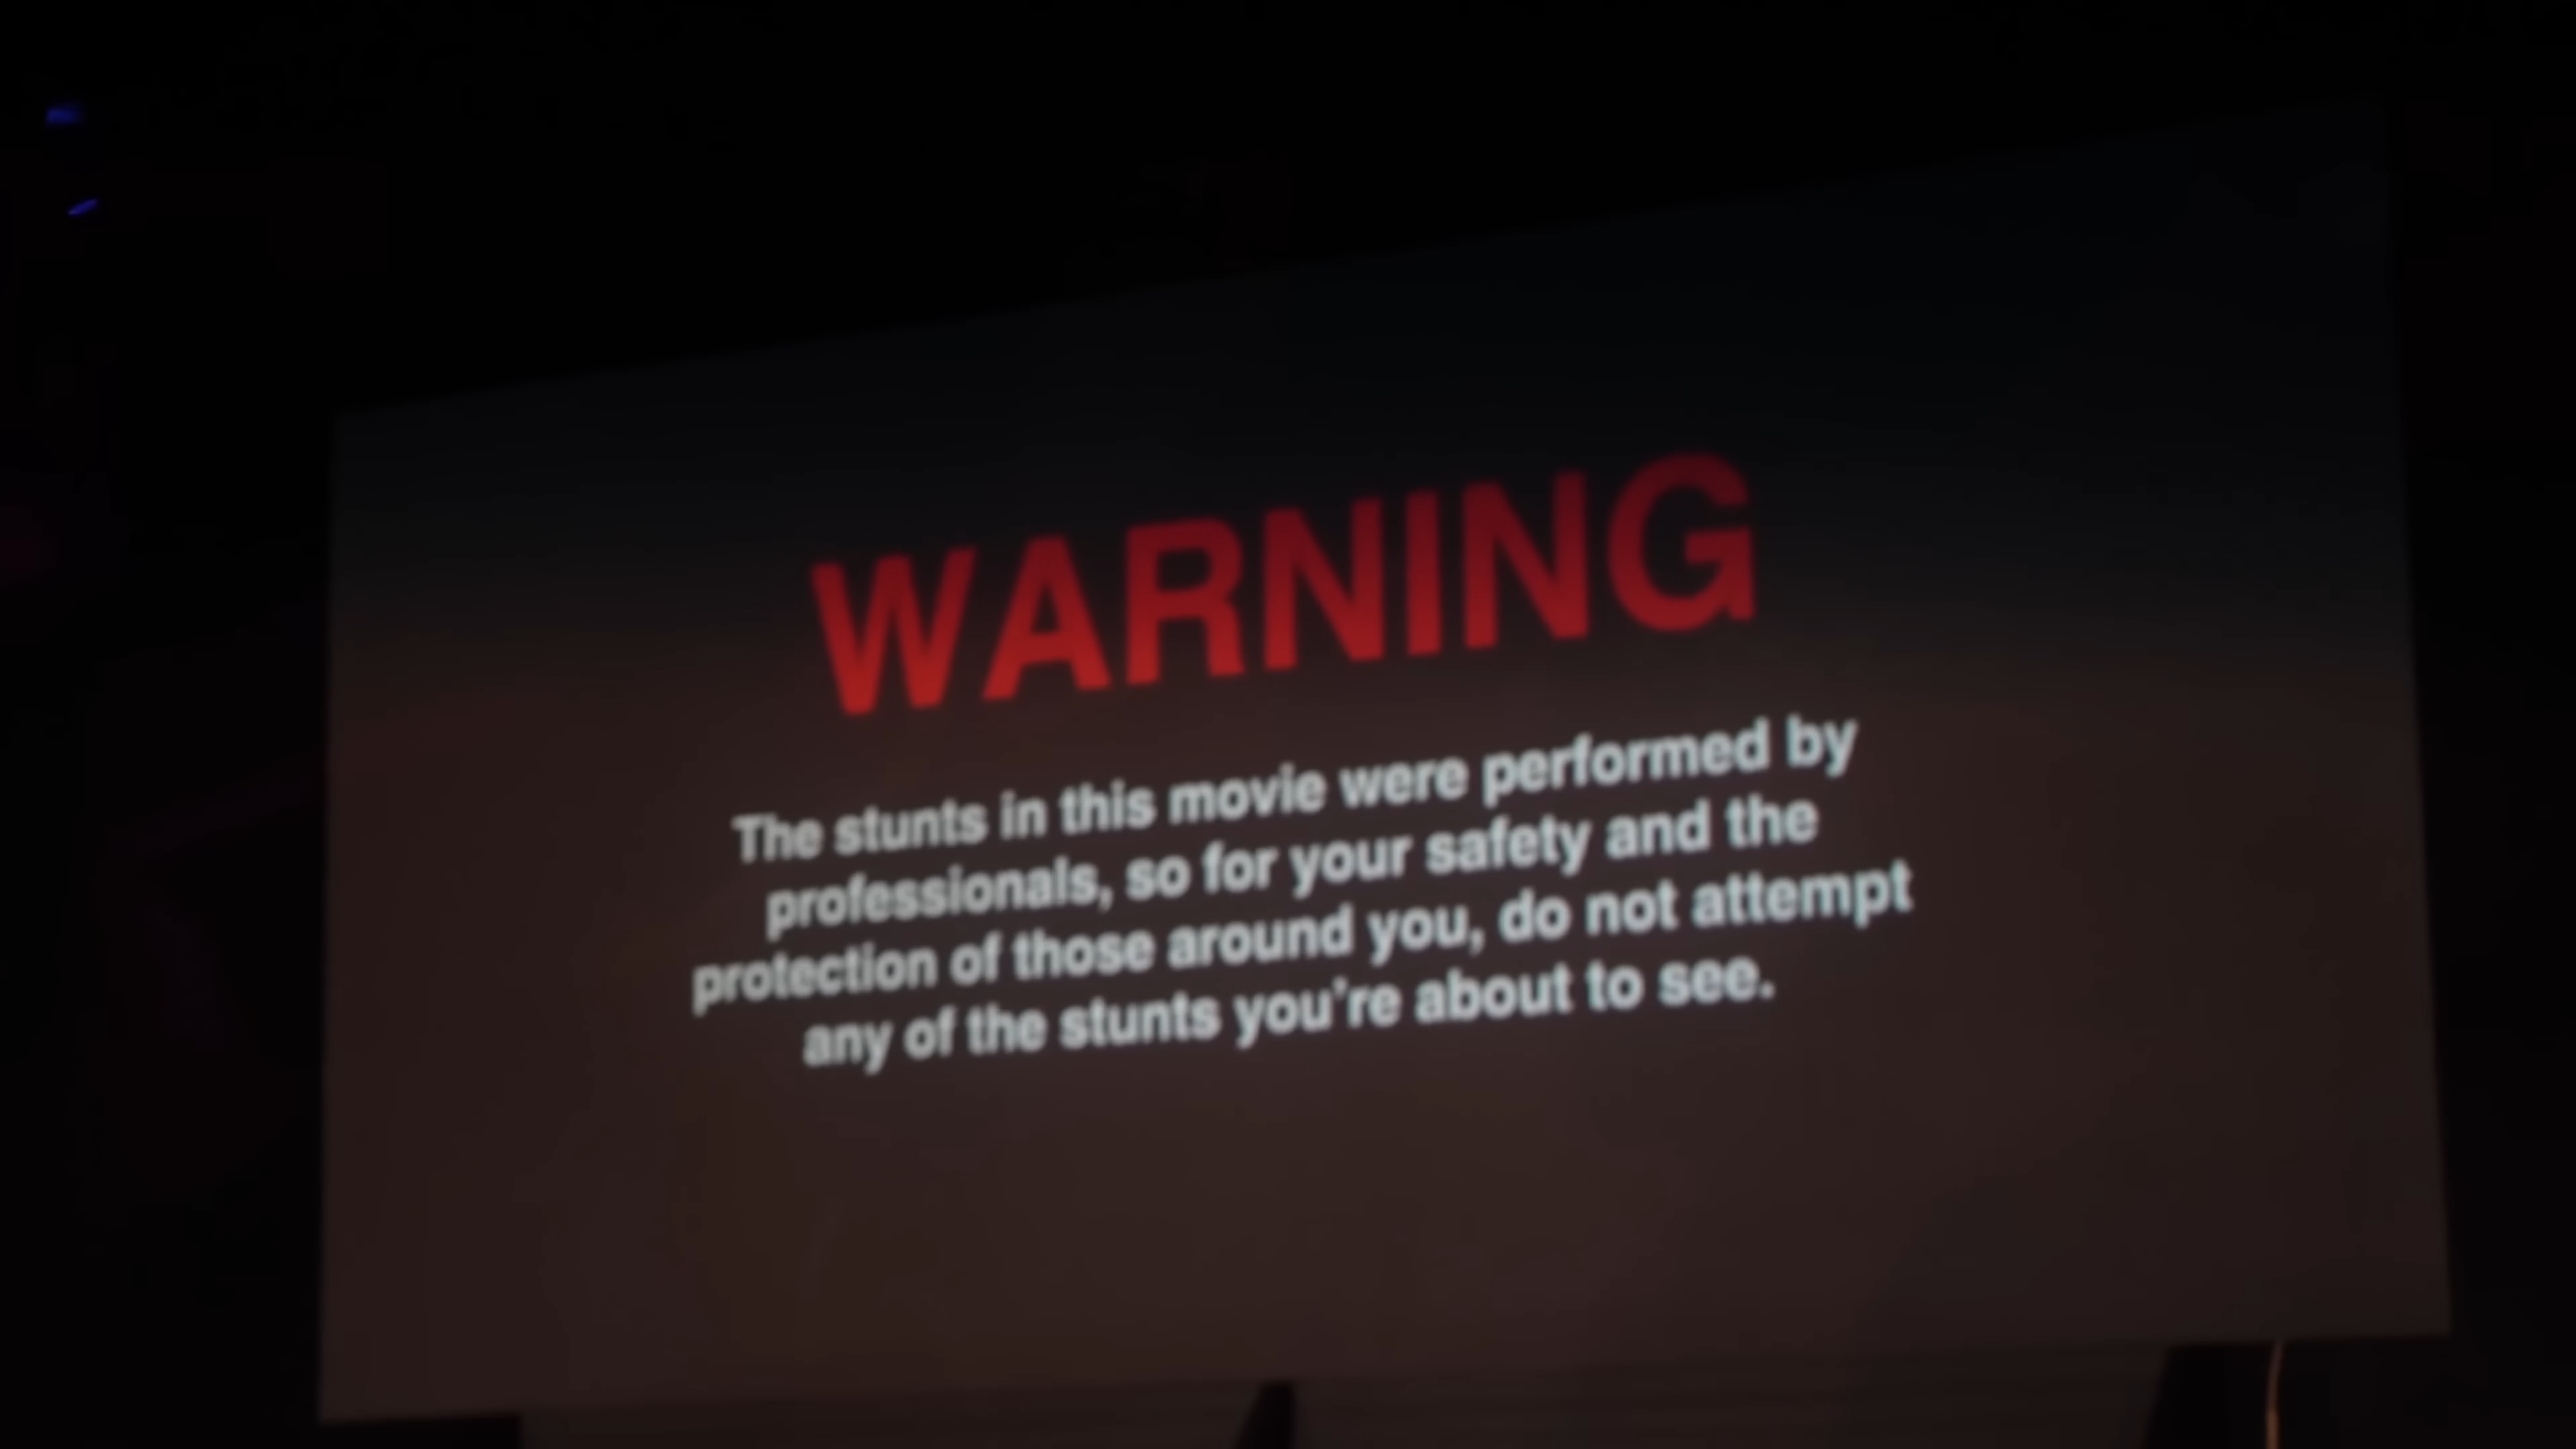 WARNING
The stunts in this movie were performed by
professionals, so for your safety and the
protection of those around you, do not attempt
any of the stunts you're about to see.